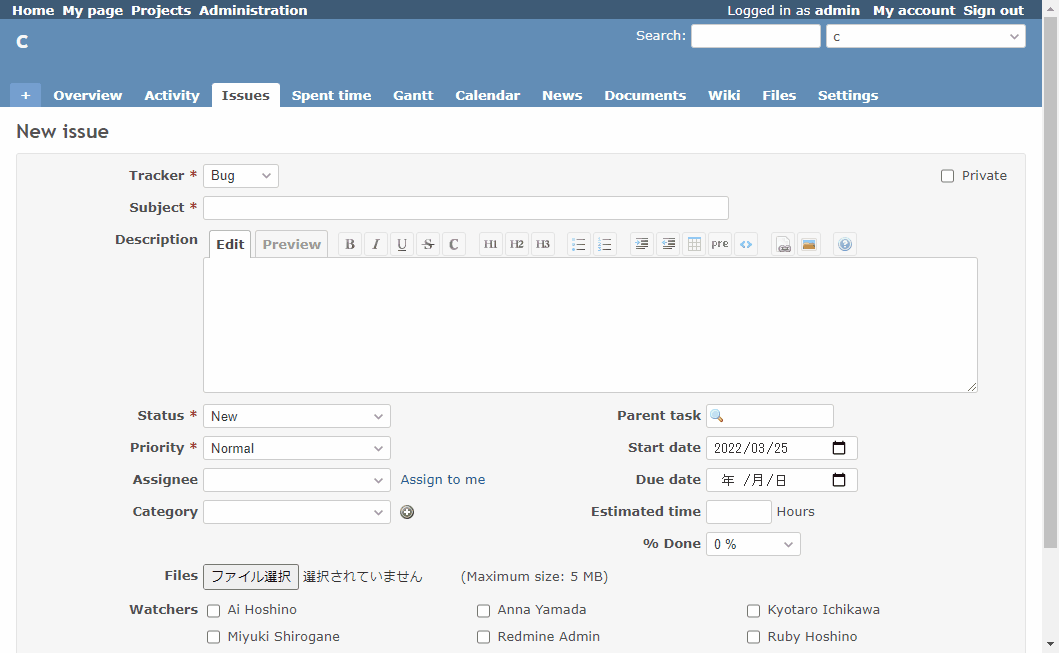 Home My page Projects Administration Logged in as admin My account Sign out
c
Search: c
+ Overview Activity Issues Spent time Gantt Calendar News Documents Wiki Files Settings
New issue
Tracker * Bug Private
Subject *
Description Edit Preview B I U S C H1 H2 H3 pre <> ?
Status * New Parent task
Priority * Normal Start date 2022/03/25
Assignee Assign to me Due date 年 /月/日
Category Estimated time Hours
% Done 0 %
Files ファイル選択 選択されていません (Maximum size: 5 MB)
Watchers Ai Hoshino Anna Yamada Kyotaro Ichikawa
Miyuki Shirogane Redmine Admin Ruby Hoshino